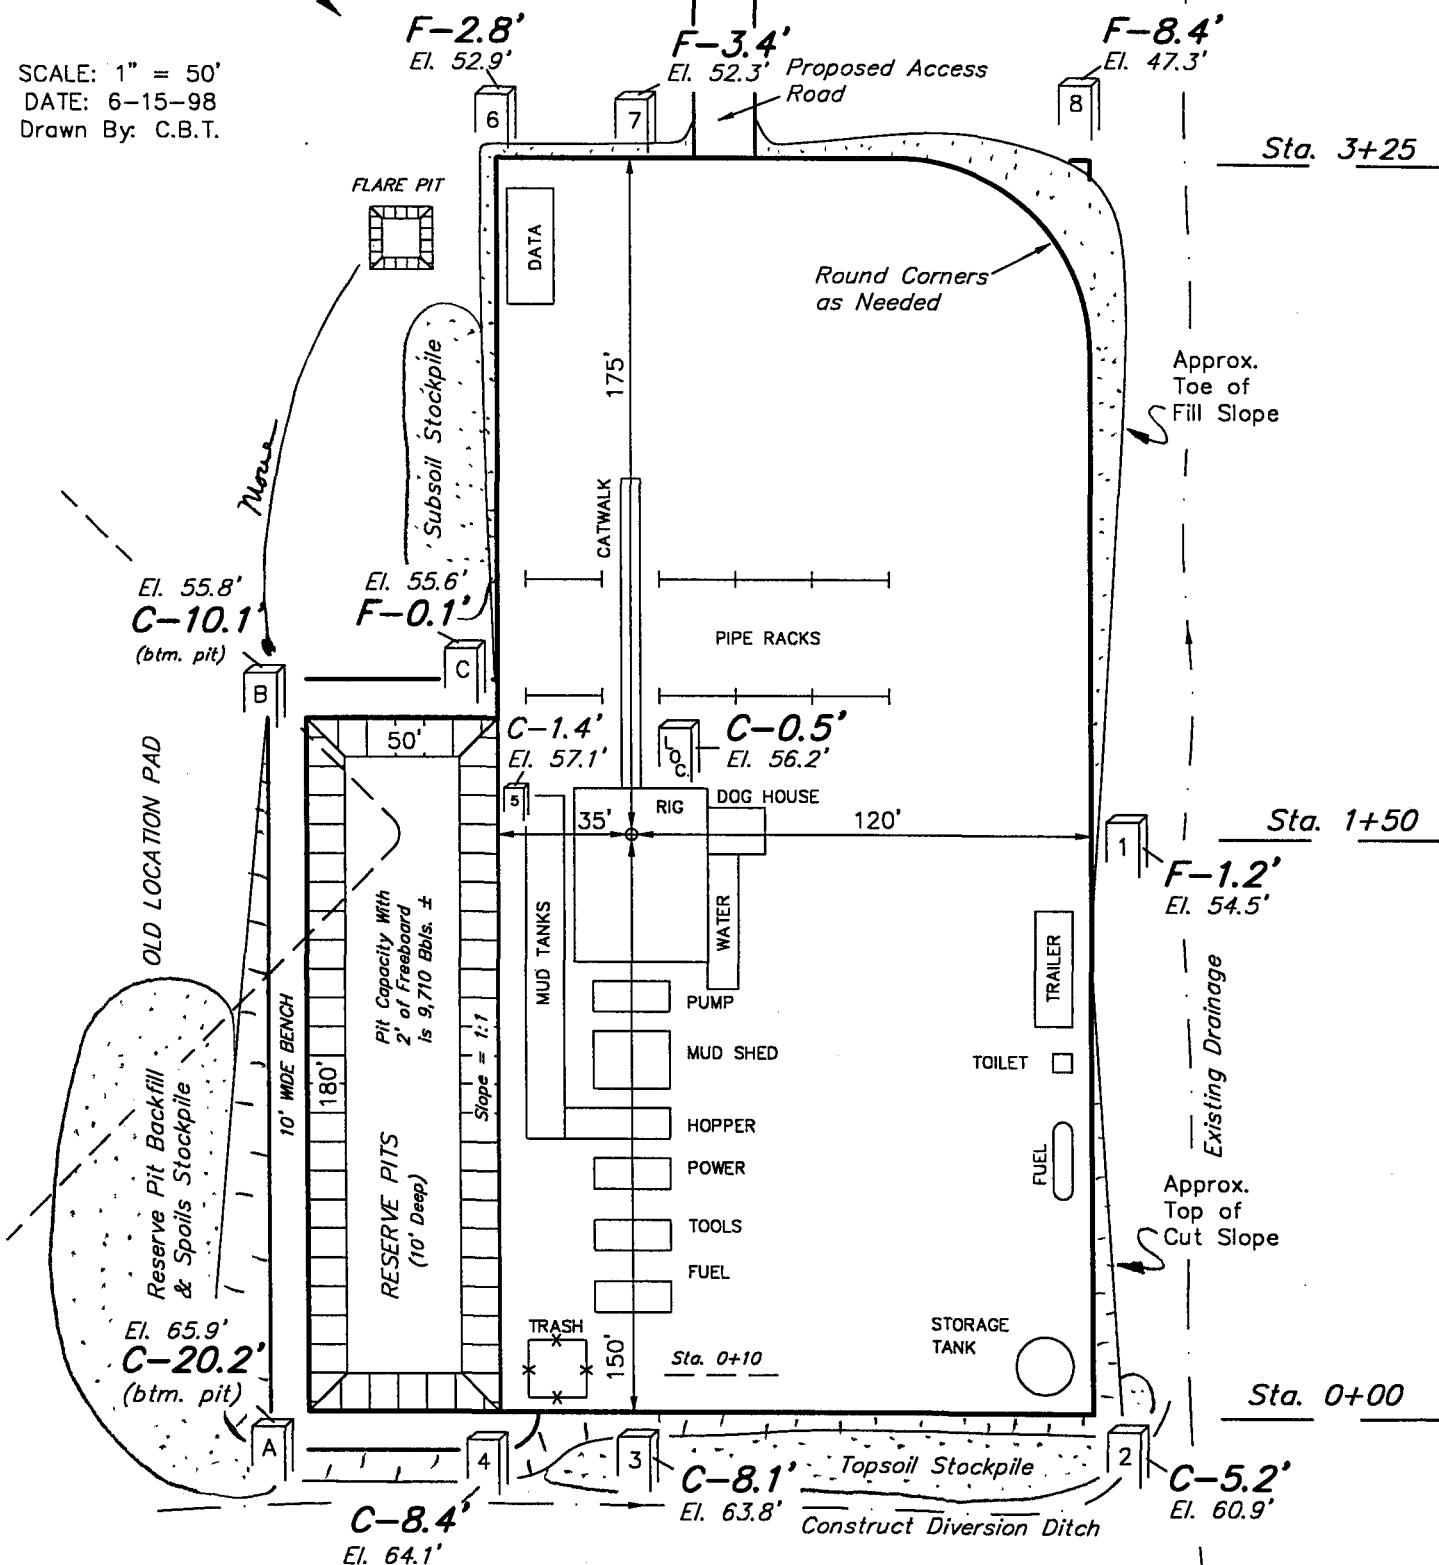 SCALE: 1" = 50'
DATE: 6-15-98
Drawn By: C.B.T.
F-2.8'
El. 52.9'
F-3.4'
El. 52.3'
F-8.4'
El. 47.3'
Proposed Access
Road
6
7
8
Sta. 3+25
FLARE PIT
DATA
Round Corners
as Needed
175'
Subsoil Stockpile
Approx.
Toe of
Fill Slope
Move
CATWALK
El. 55.8'
C-10.1'
(btm. pit)
El. 55.6'
F-0.1'
PIPE RACKS
B
C
50'
C-1.4'
El. 57.1'
LOC.
C-0.5'
El. 56.2'
OLD LOCATION PAD
5
RIG
DOG HOUSE
35'
120'
1
Sta. 1+50
F-1.2'
El. 54.5'
Pit Capacity With
2' of Freeboard
is 9,710 Bbls. ±
MUD TANKS
WATER
TRAILER
PUMP
MUD SHED
TOILET
Existing Drainage
10' WIDE BENCH
180'
Slope = 1:1
HOPPER
Reserve Pit Backfill
& Spoils Stockpile
RESERVE PITS
(10' Deep)
POWER
FUEL
TOOLS
FUEL
Approx.
Top of
Cut Slope
El. 65.9'
C-20.2'
(btm. pit)
TRASH
150'
Sta. 0+10
STORAGE
TANK
Sta. 0+00
A
4
3
2
Topsoil Stockpile
C-8.1'
El. 63.8'
C-5.2'
El. 60.9'
C-8.4'
El. 64.1'
Construct Diversion Ditch